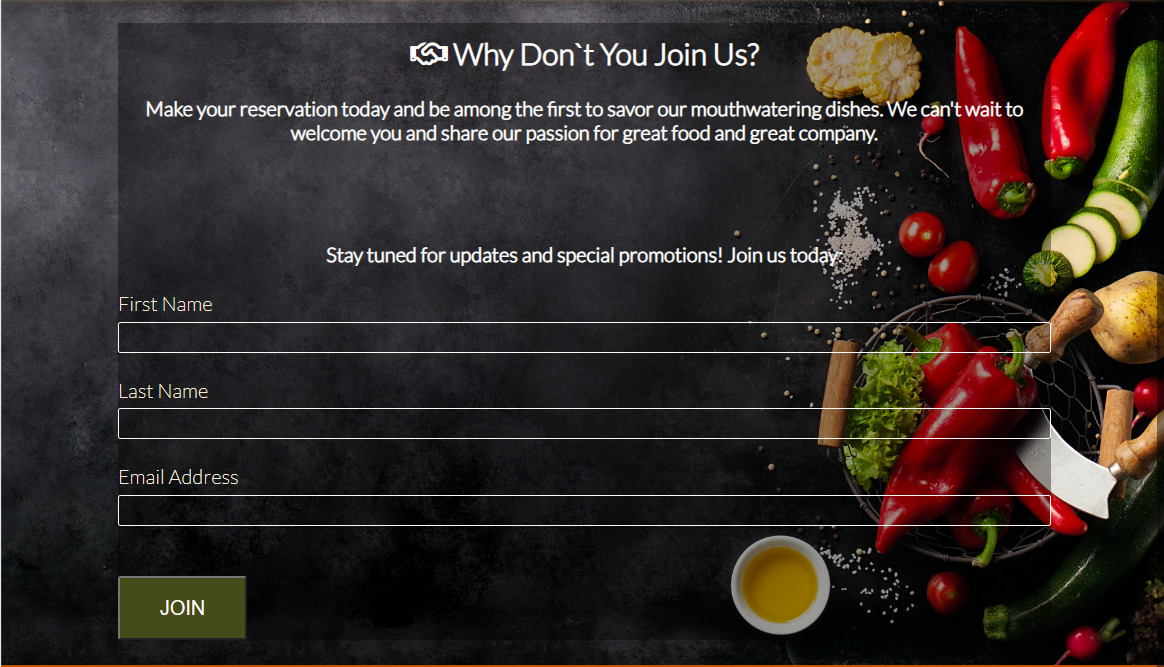 Why Don`t You Join Us?
Make your reservation today and be among the first to savor our mouthwatering dishes. We can't wait to
welcome you and share our passion for great food and great company.
Stay tuned for updates and special promotions! Join us today.
First Name
Last Name
Email Address
JOIN